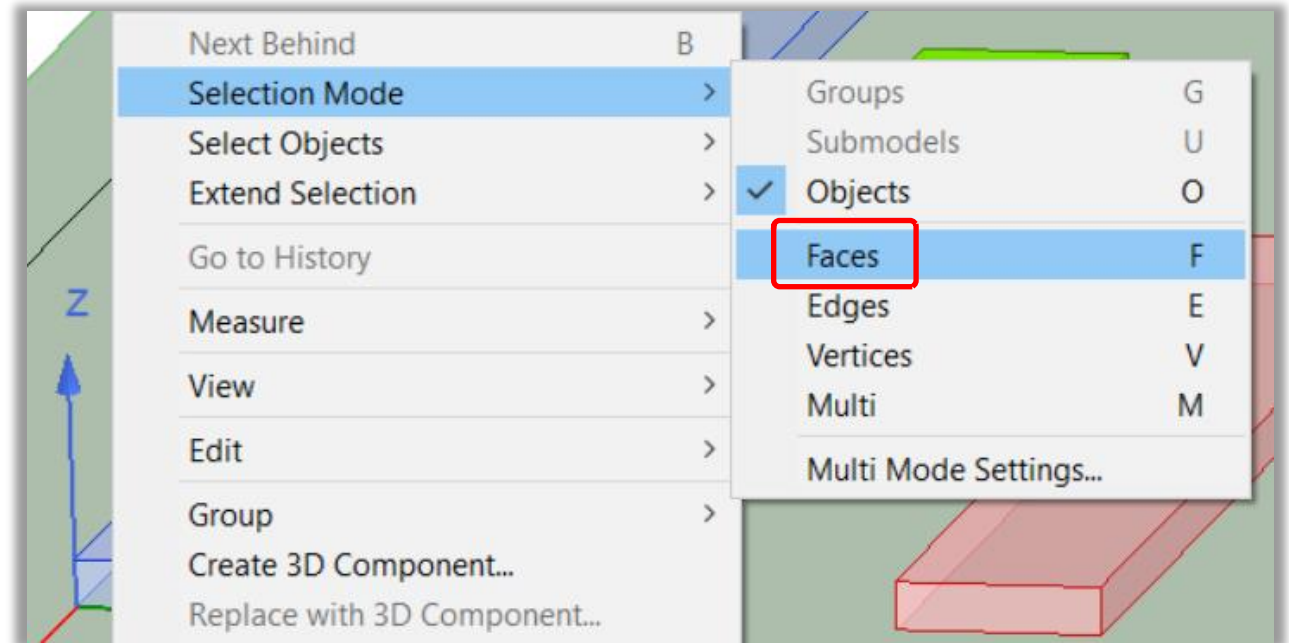 Next Behind B
Selection Mode >
Select Objects >
Extend Selection >
Go to History
Measure >
View >
Edit >
Group >
Create 3D Component...
Replace with 3D Component...
Groups G
Submodels U
✓ Objects O
Faces F
Edges E
Vertices V
Multi M
Multi Mode Settings...
Z